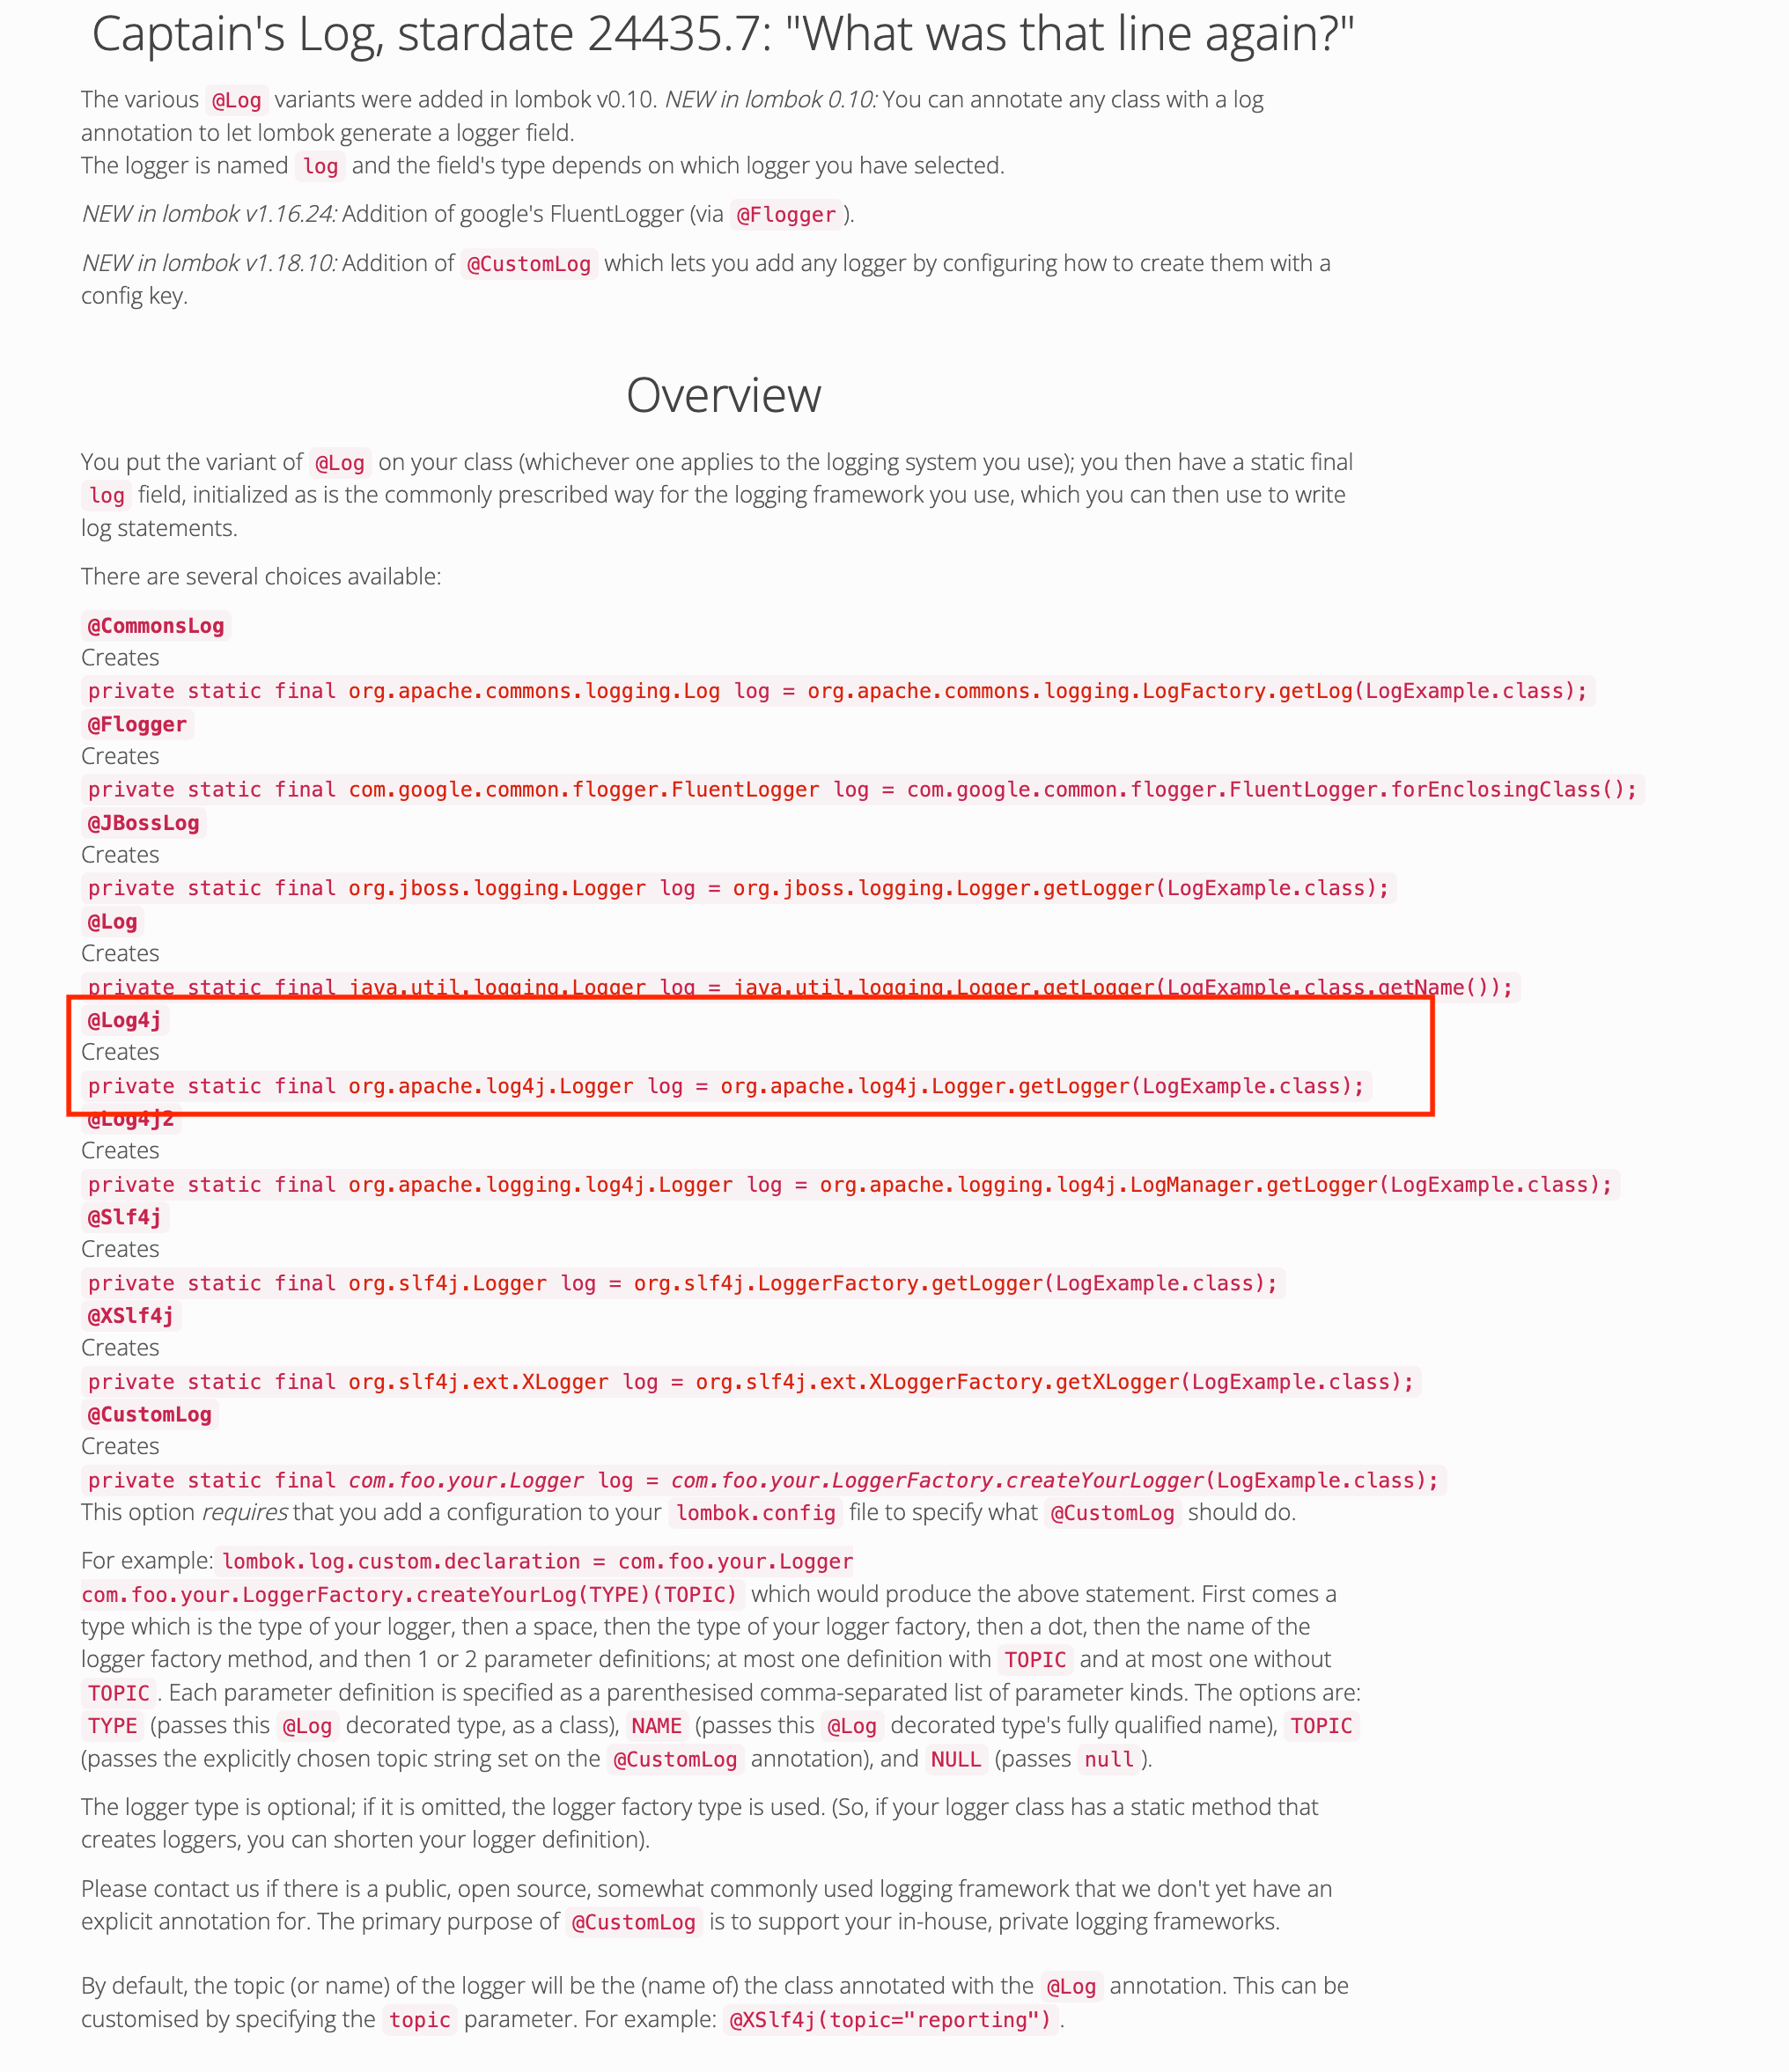 Captain's Log, stardate 24435.7: "What was that line again?"
The various @Log variants were added in lombok v0.10. NEW in lombok 0.10: You can annotate any class with a log
annotation to let lombok generate a logger field.
The logger is named log and the field's type depends on which logger you have selected.
NEW in lombok v1.16.24: Addition of google's FluentLogger (via @Flogger ).
NEW in lombok v1.18.10: Addition of @CustomLog which lets you add any logger by configuring how to create them with a
config key.
Overview
You put the variant of @Log on your class (whichever one applies to the logging system you use); you then have a static final
log field, initialized as is the commonly prescribed way for the logging framework you use, which you can then use to write
log statements.
There are several choices available:
@CommonsLog
Creates
private static final org.apache.commons.logging.Log log = org.apache.commons.logging.LogFactory.getLog(LogExample.class);
@Flogger
Creates
private static final com.google.common.flogger.FluentLogger log = com.google.common.flogger.FluentLogger.forEnclosingClass();
@JBossLog
Creates
private static final org.jboss.logging.Logger log = org.jboss.logging.Logger.getLogger(LogExample.class);
@Log
Creates
private static final java.util.logging.Logger log = java.util.logging.Logger.getLogger(LogExample.class.getName());
@Log4j
Creates
private static final org.apache.log4j.Logger log = org.apache.log4j.Logger.getLogger(LogExample.class);
@Log4j2
Creates
private static final org.apache.logging.log4j.Logger log = org.apache.logging.log4j.LogManager.getLogger(LogExample.class);
@Slf4j
Creates
private static final org.slf4j.Logger log = org.slf4j.LoggerFactory.getLogger(LogExample.class);
@XSlf4j
Creates
private static final org.slf4j.ext.XLogger log = org.slf4j.ext.XLoggerFactory.getXLogger(LogExample.class);
@CustomLog
Creates
private static final com.foo.your.Logger log = com.foo.your.LoggerFactory.createYourLogger(LogExample.class);
This option requires that you add a configuration to your lombok.config file to specify what @CustomLog should do.
For example: lombok.log.custom.declaration = com.foo.your.Logger
com.foo.your.LoggerFactory.createYourLog(TYPE)(TOPIC) which would produce the above statement. First comes a
type which is the type of your logger, then a space, then the type of your logger factory, then a dot, then the name of the
logger factory method, and then 1 or 2 parameter definitions; at most one definition with TOPIC and at most one without
TOPIC . Each parameter definition is specified as a parenthesised comma-separated list of parameter kinds. The options are:
TYPE (passes this @Log decorated type, as a class), NAME (passes this @Log decorated type's fully qualified name), TOPIC
(passes the explicitly chosen topic string set on the @CustomLog annotation), and NULL (passes null ).
The logger type is optional; if it is omitted, the logger factory type is used. (So, if your logger class has a static method that
creates loggers, you can shorten your logger definition).
Please contact us if there is a public, open source, somewhat commonly used logging framework that we don't yet have an
explicit annotation for. The primary purpose of @CustomLog is to support your in-house, private logging frameworks.
By default, the topic (or name) of the logger will be the (name of) the class annotated with the @Log annotation. This can be
customised by specifying the topic parameter. For example: @XSlf4j(topic="reporting") .